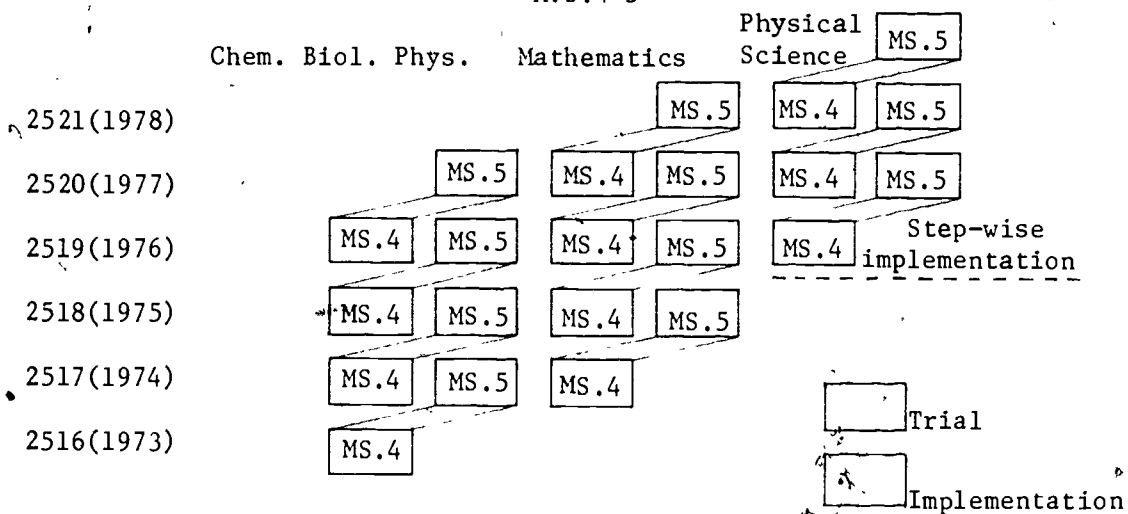 Physical
Science MS.5
Chem. Biol. Phys. Mathematics
2521(1978) MS.5 MS.4 MS.5
2520(1977) MS.5 MS.4 MS.5 MS.4 MS.5
2519(1976) MS.4 MS.5 MS.4 MS.5 MS.4 Step-wise
implementation
2518(1975) MS.4 MS.5 MS.4 MS.5
2517(1974) MS.4 MS.5 MS.4
2516(1973) MS.4
Trial
Implementation